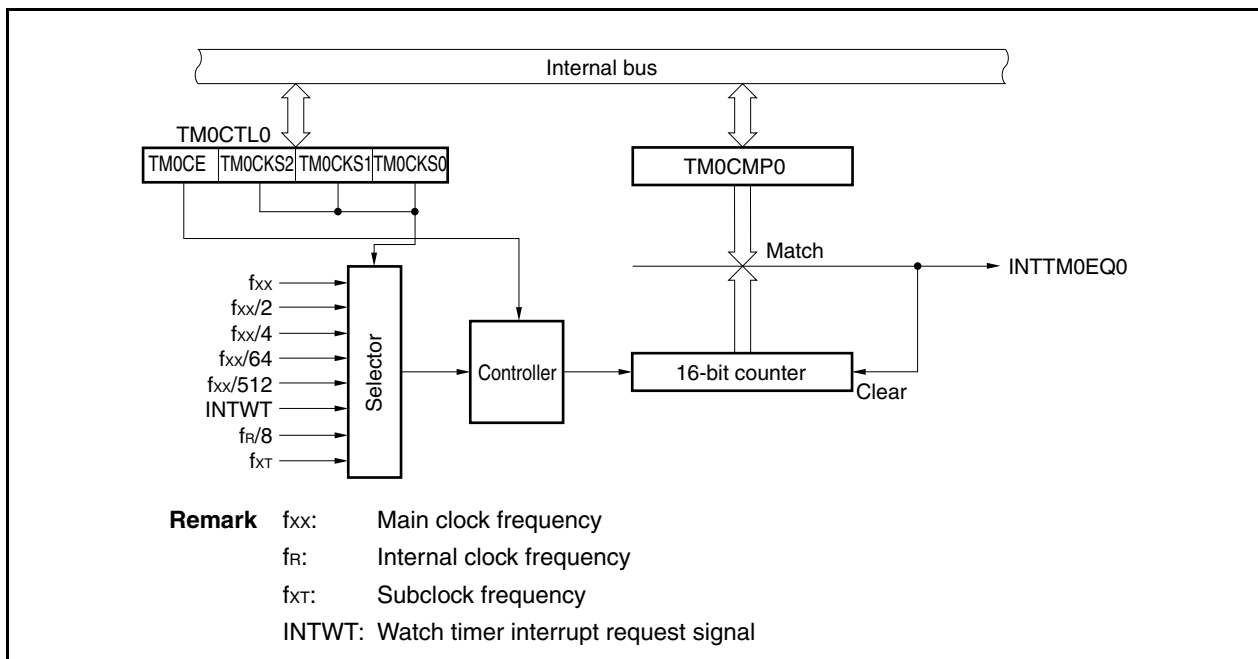 Internal bus
TM0CTL0
TM0CE TM0CKS2 TM0CKS1 TM0CKS0
TM0CMP0
Match
INTTM0EQ0
fxx
fxx/2
fxx/4
fxx/64
fxx/512
INTWT
fR/8
fXT
Selector
Controller
16-bit counter
Clear
Remark fxx: Main clock frequency
fR: Internal clock frequency
fXT: Subclock frequency
INTWT: Watch timer interrupt request signal